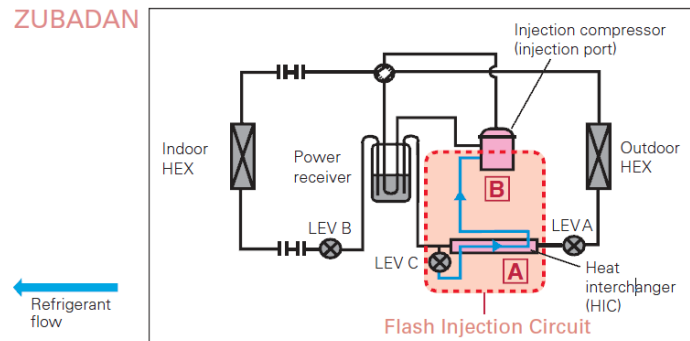 ZUBADAN
Injection compressor
(injection port)
Indoor
HEX
Power
receiver
Outdoor
HEX
B
LEV B
LEV A
LEV C
A
Heat
interchanger
(HIC)
Refrigerant
flow
Flash Injection Circuit